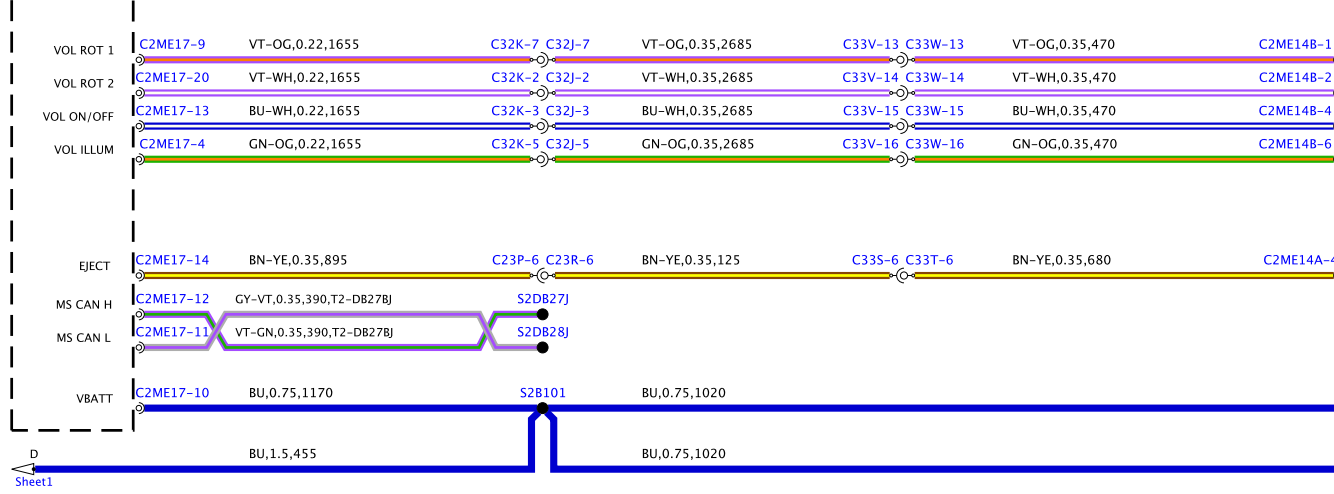 VOL ROT 1 C2ME17-9 VT-OG,0.22,1655 C32K-7 C32J-7 VT-OG,0.35,2685 C33V-13 C33W-13 VT-OG,0.35,470 C2ME14B-1
VOL ROT 2 C2ME17-20 VT-WH,0.22,1655 C32K-2 C32J-2 VT-WH,0.35,2685 C33V-14 C33W-14 VT-WH,0.35,470 C2ME14B-2
VOL ON/OFF C2ME17-13 BU-WH,0.22,1655 C32K-3 C32J-3 BU-WH,0.35,2685 C33V-15 C33W-15 BU-WH,0.35,470 C2ME14B-4
VOL ILLUM C2ME17-4 GN-OG,0.22,1655 C32K-5 C32J-5 GN-OG,0.35,2685 C33V-16 C33W-16 GN-OG,0.35,470 C2ME14B-6
EJECT C2ME17-14 BN-YE,0.35,895 C23P-6 C23R-6 BN-YE,0.35,125 C33S-6 C33T-6 BN-YE,0.35,680 C2ME14A-4
MS CAN H C2ME17-12 GY-VT,0.35,390,T2-DB27BJ S2DB27J
MS CAN L C2ME17-11 VT-GN,0.35,390,T2-DB27BJ S2DB28J
VBATT C2ME17-10 BU,0.75,1170 S2B101 BU,0.75,1020
D BU,1.5,455 BU,0.75,1020
Sheet1